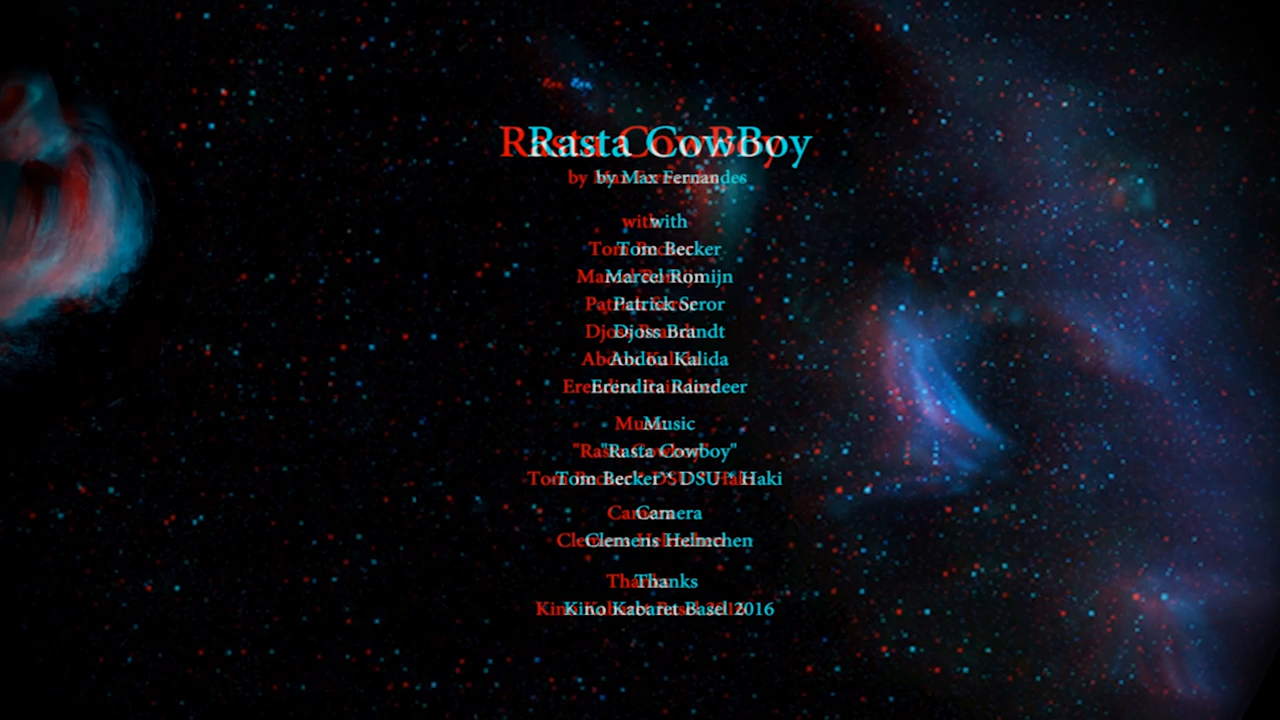 Rasta CowBoy
by Max Fernandes
with
Tom Becker
Marcel Romijn
Patrick Seror
Djoss Brandt
Abdou Kalida
Erendira Raindeer
Music
"Rasta Cowboy"
Tom Becker * DSU * Haki
Camera
Clemens Helmchen
Thanks
Kino Kabaret Basel 2016